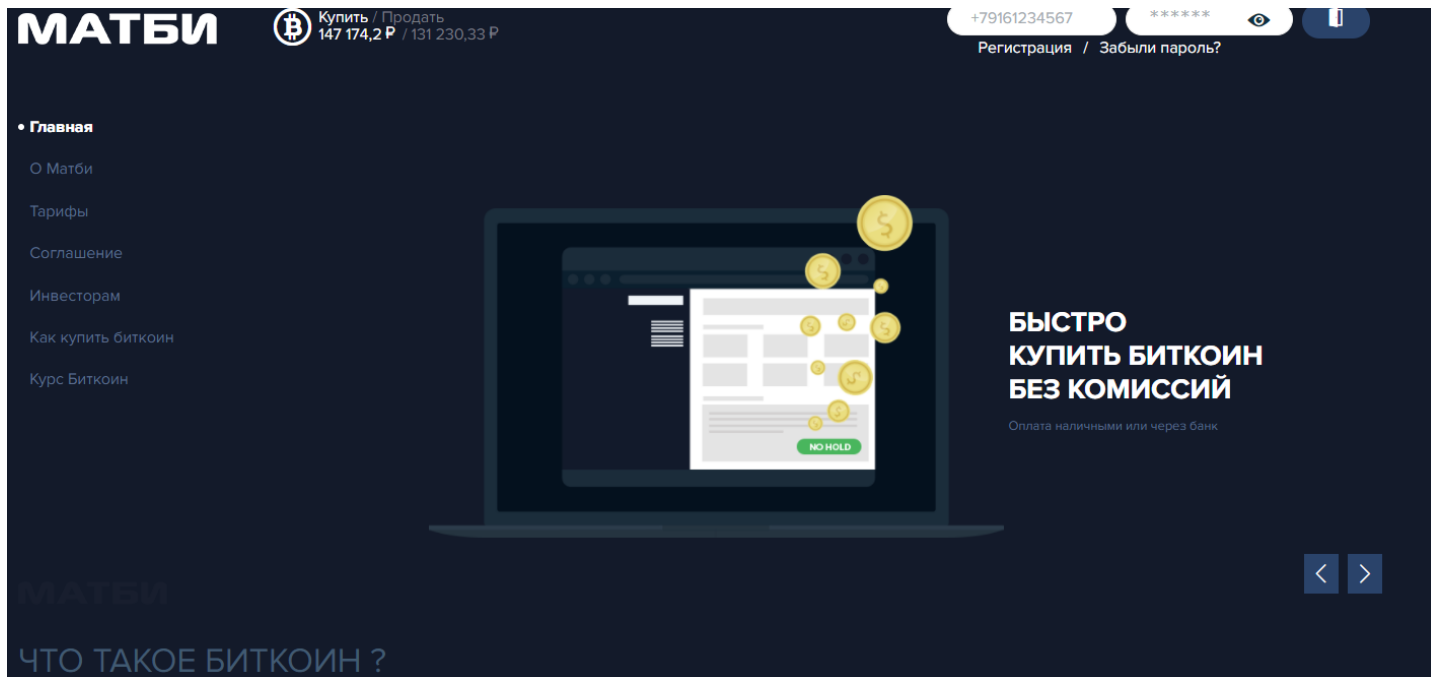 МАТБИ
Купить / Продать
147 174,2 ₽ / 131 230,33 ₽
+79161234567
******
Регистрация / Забыли пароль?
• Главная
О Матби
Тарифы
Соглашение
Инвесторам
Как купить биткоин
Курс Биткоин
NO HOLD
БЫСТРО
КУПИТЬ БИТКОИН
БЕЗ КОМИССИЙ
Оплата наличными или через банк
МАТБИ
ЧТО ТАКОЕ БИТКОИН ?